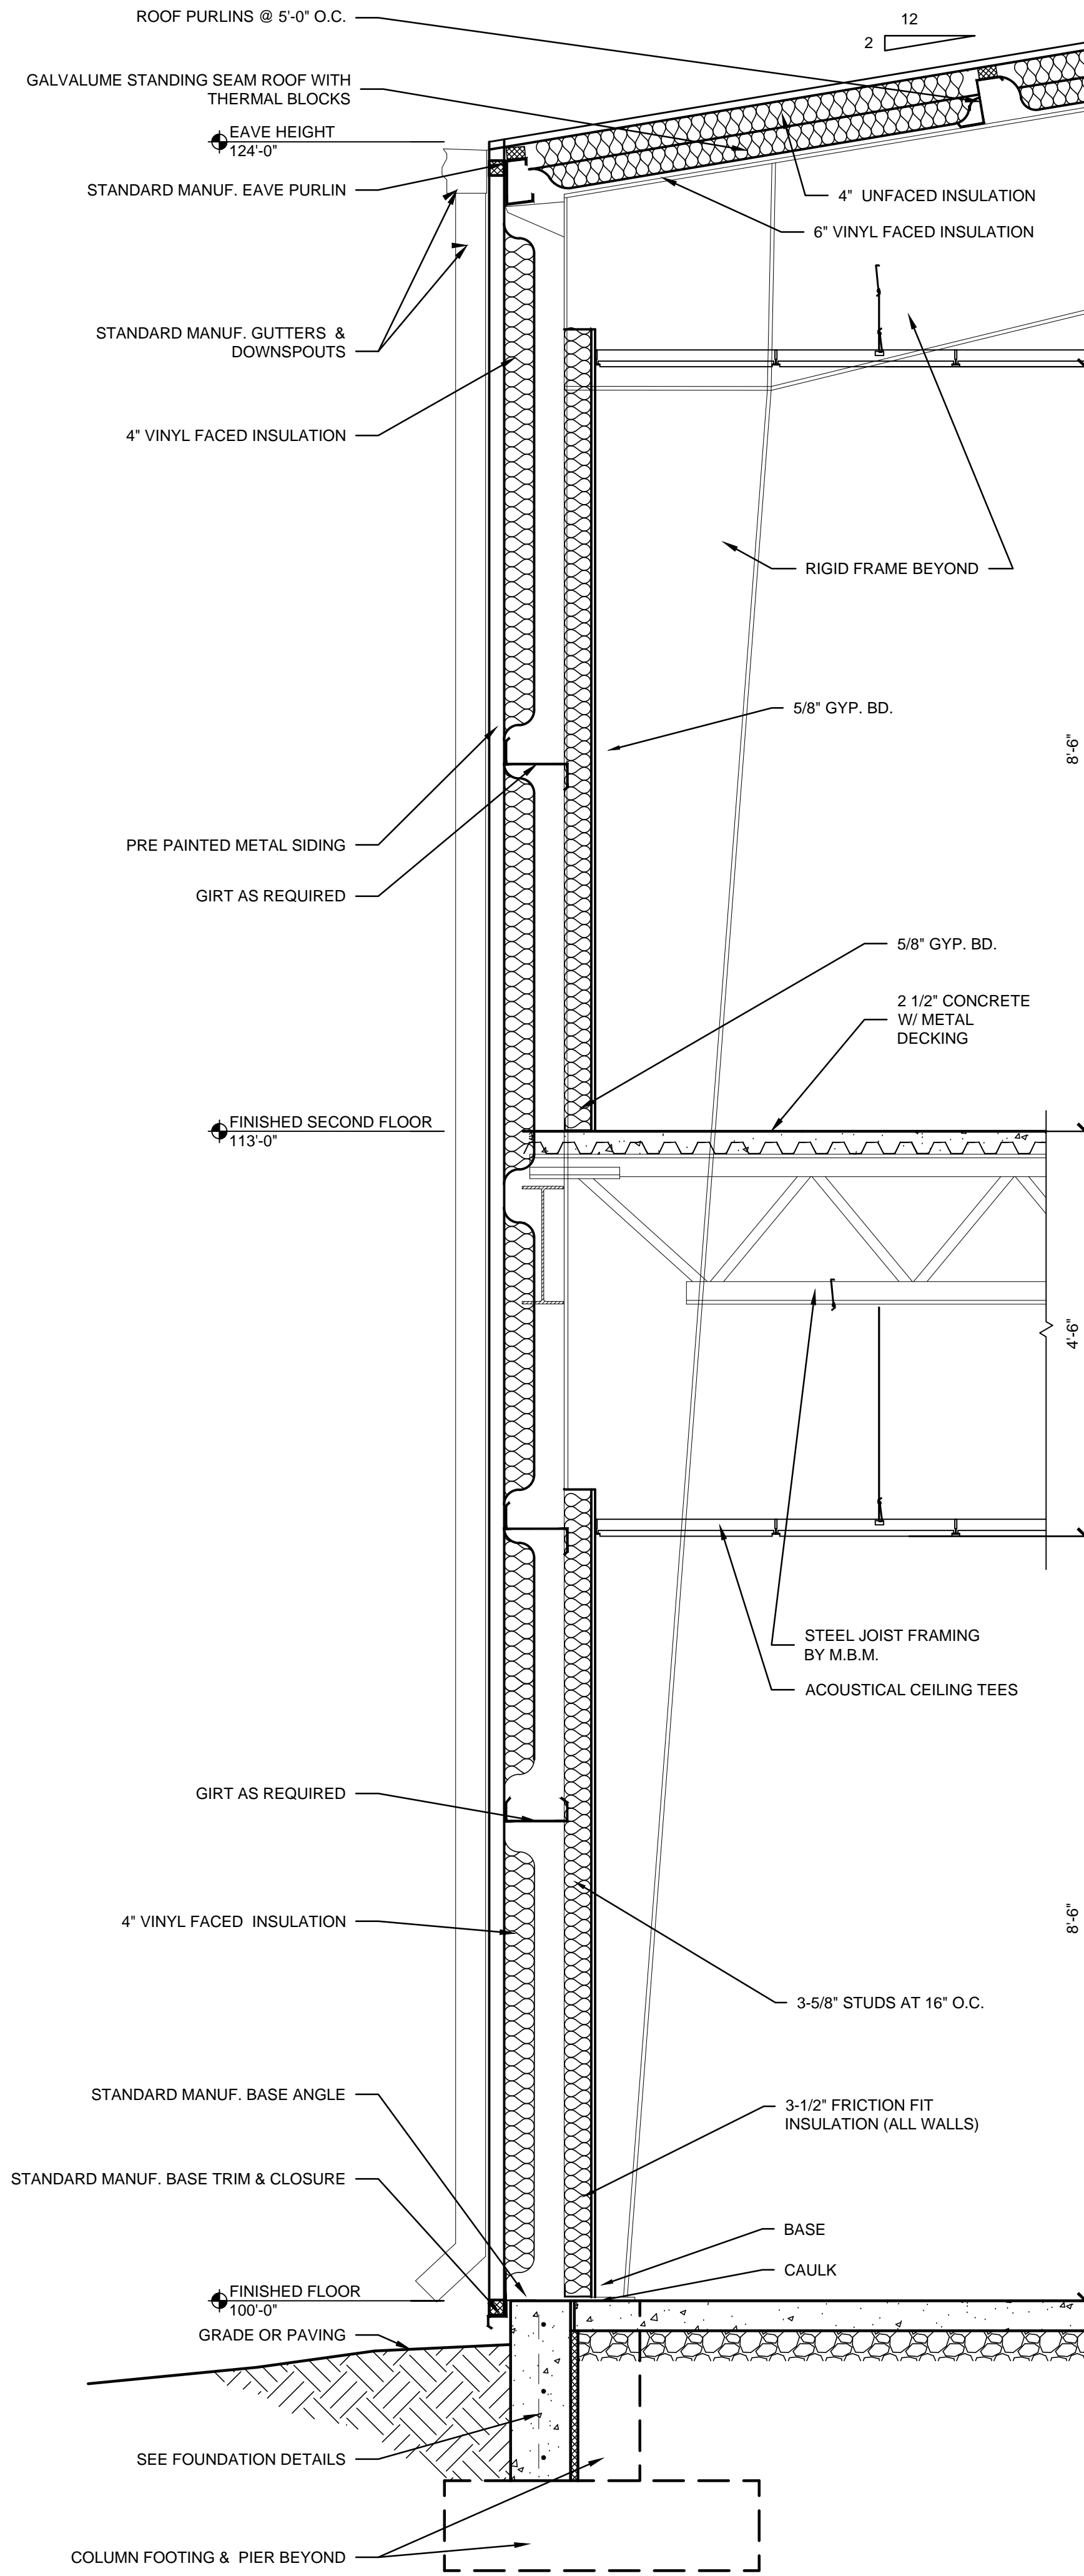 ROOF PURLINS @ 5'-0" O.C.
12
2
GALVALUME STANDING SEAM ROOF WITH
THERMAL BLOCKS
EAVE HEIGHT
124'-0"
STANDARD MANUF. EAVE PURLIN
4" UNFACED INSULATION
6" VINYL FACED INSULATION
STANDARD MANUF. GUTTERS &
DOWNSPOUTS
4" VINYL FACED INSULATION
RIGID FRAME BEYOND
5/8" GYP. BD.
8'-6"
PRE PAINTED METAL SIDING
GIRT AS REQUIRED
5/8" GYP. BD.
2 1/2" CONCRETE
W/ METAL
DECKING
FINISHED SECOND FLOOR
113'-0"
4'-6"
STEEL JOIST FRAMING
BY M.B.M.
ACOUSTICAL CEILING TEES
GIRT AS REQUIRED
4" VINYL FACED INSULATION
8'-6"
3-5/8" STUDS AT 16" O.C.
STANDARD MANUF. BASE ANGLE
3-1/2" FRICTION FIT
INSULATION (ALL WALLS)
STANDARD MANUF. BASE TRIM & CLOSURE
BASE
CAULK
FINISHED FLOOR
100'-0"
GRADE OR PAVING
SEE FOUNDATION DETAILS
COLUMN FOOTING & PIER BEYOND